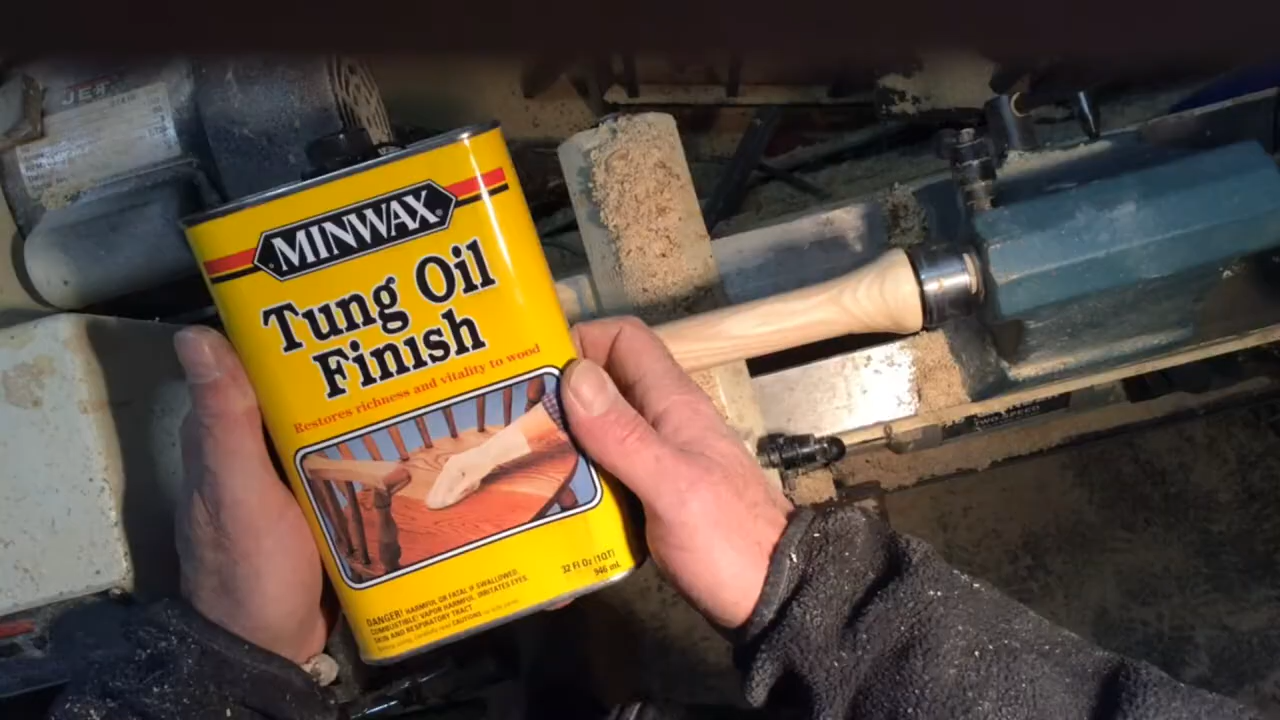 JET
MINWAX®
Tung Oil
Finish
Restores richness and vitality to wood
32 Fl Oz (1 QT)
946 mL
DANGER! HARMFUL OR FATAL IF SWALLOWED.
COMBUSTIBLE! VAPOR HARMFUL. IRRITATES EYES,
SKIN AND RESPIRATORY TRACT